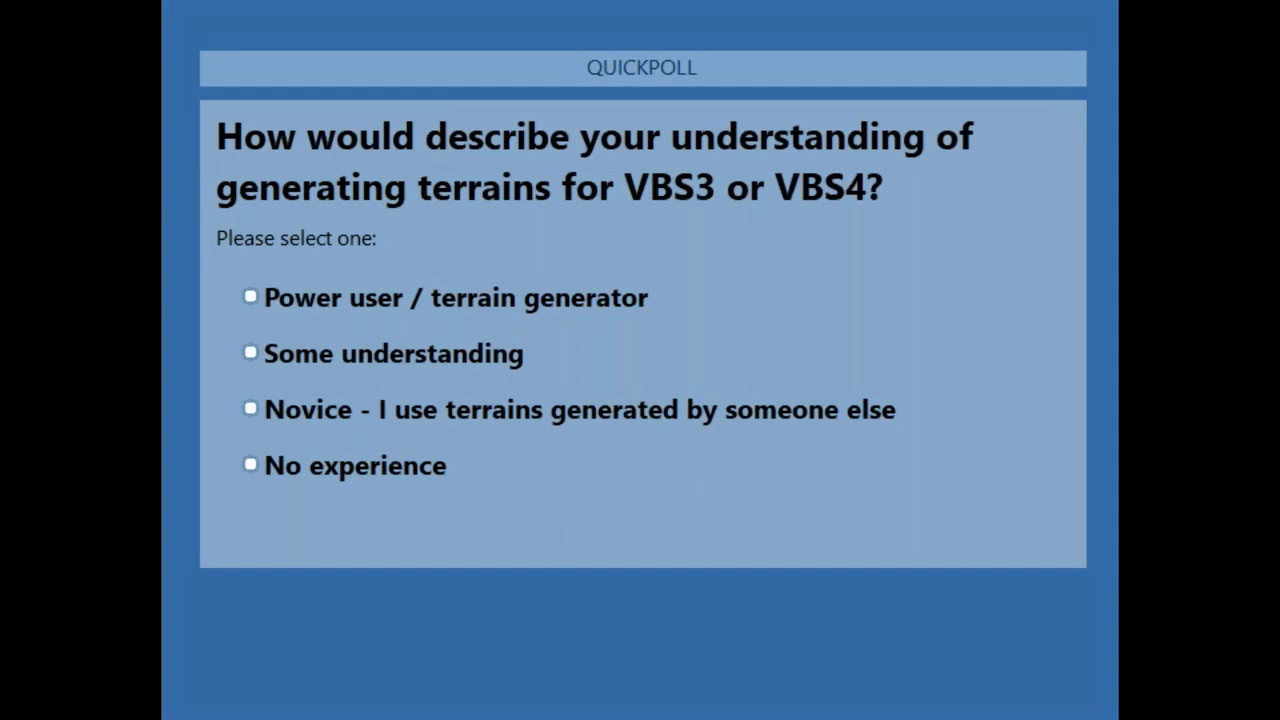 QUICKPOLL
How would describe your understanding of
generating terrains for VBS3 or VBS4?
Please select one:
Power user / terrain generator
Some understanding
Novice - I use terrains generated by someone else
No experience